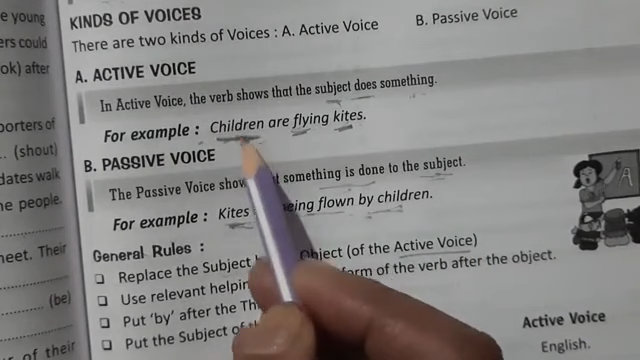 e young
ers could
ok) after
porters of
... (shout)
dates walk
he people.
heet. Their
(be)
of their
KINDS OF VOICES
There are two kinds of Voices : A. Active Voice B. Passive Voice
A. ACTIVE VOICE
In Active Voice, the verb shows that the subject does something.
For example : Children are flying kites.
B. PASSIVE VOICE
The Passive Voice show t something is done to the subject.
For example : Kites eing flown by children.
General Rules :
❑ Replace the Subject Object (of the Active Voice)
❑ Use relevant helpin rm of the verb after the object.
❑ Put 'by' after the Th
❑ Put the Subject of
A
Active Voice
English.